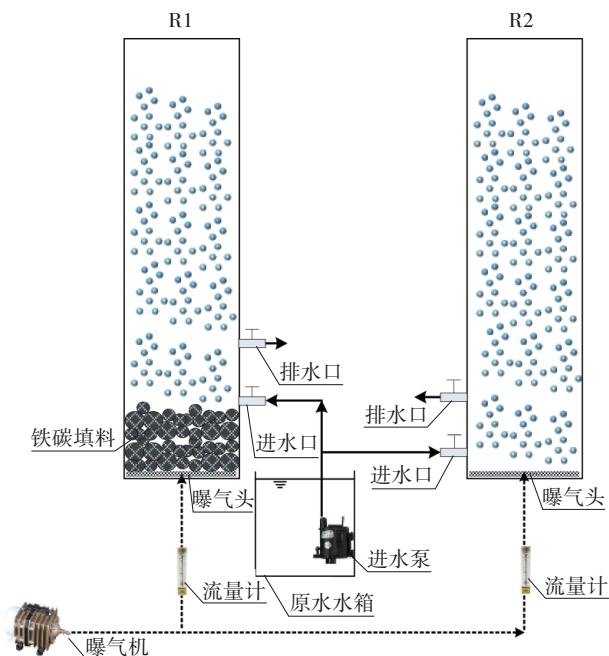 R1
R2
排水口
排水口
铁碳填料
进水口
进水口
曝气头
曝气头
进水泵
流量计
流量计
原水水箱
曝气机